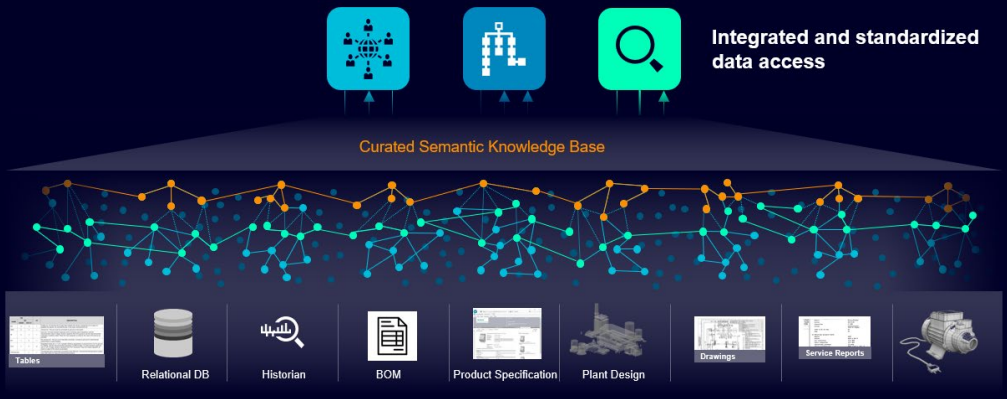 Integrated and standardized
data access
Curated Semantic Knowledge Base
Tables
Relational DB
Historian
BOM
Product Specification
Plant Design
Drawings
Service Reports